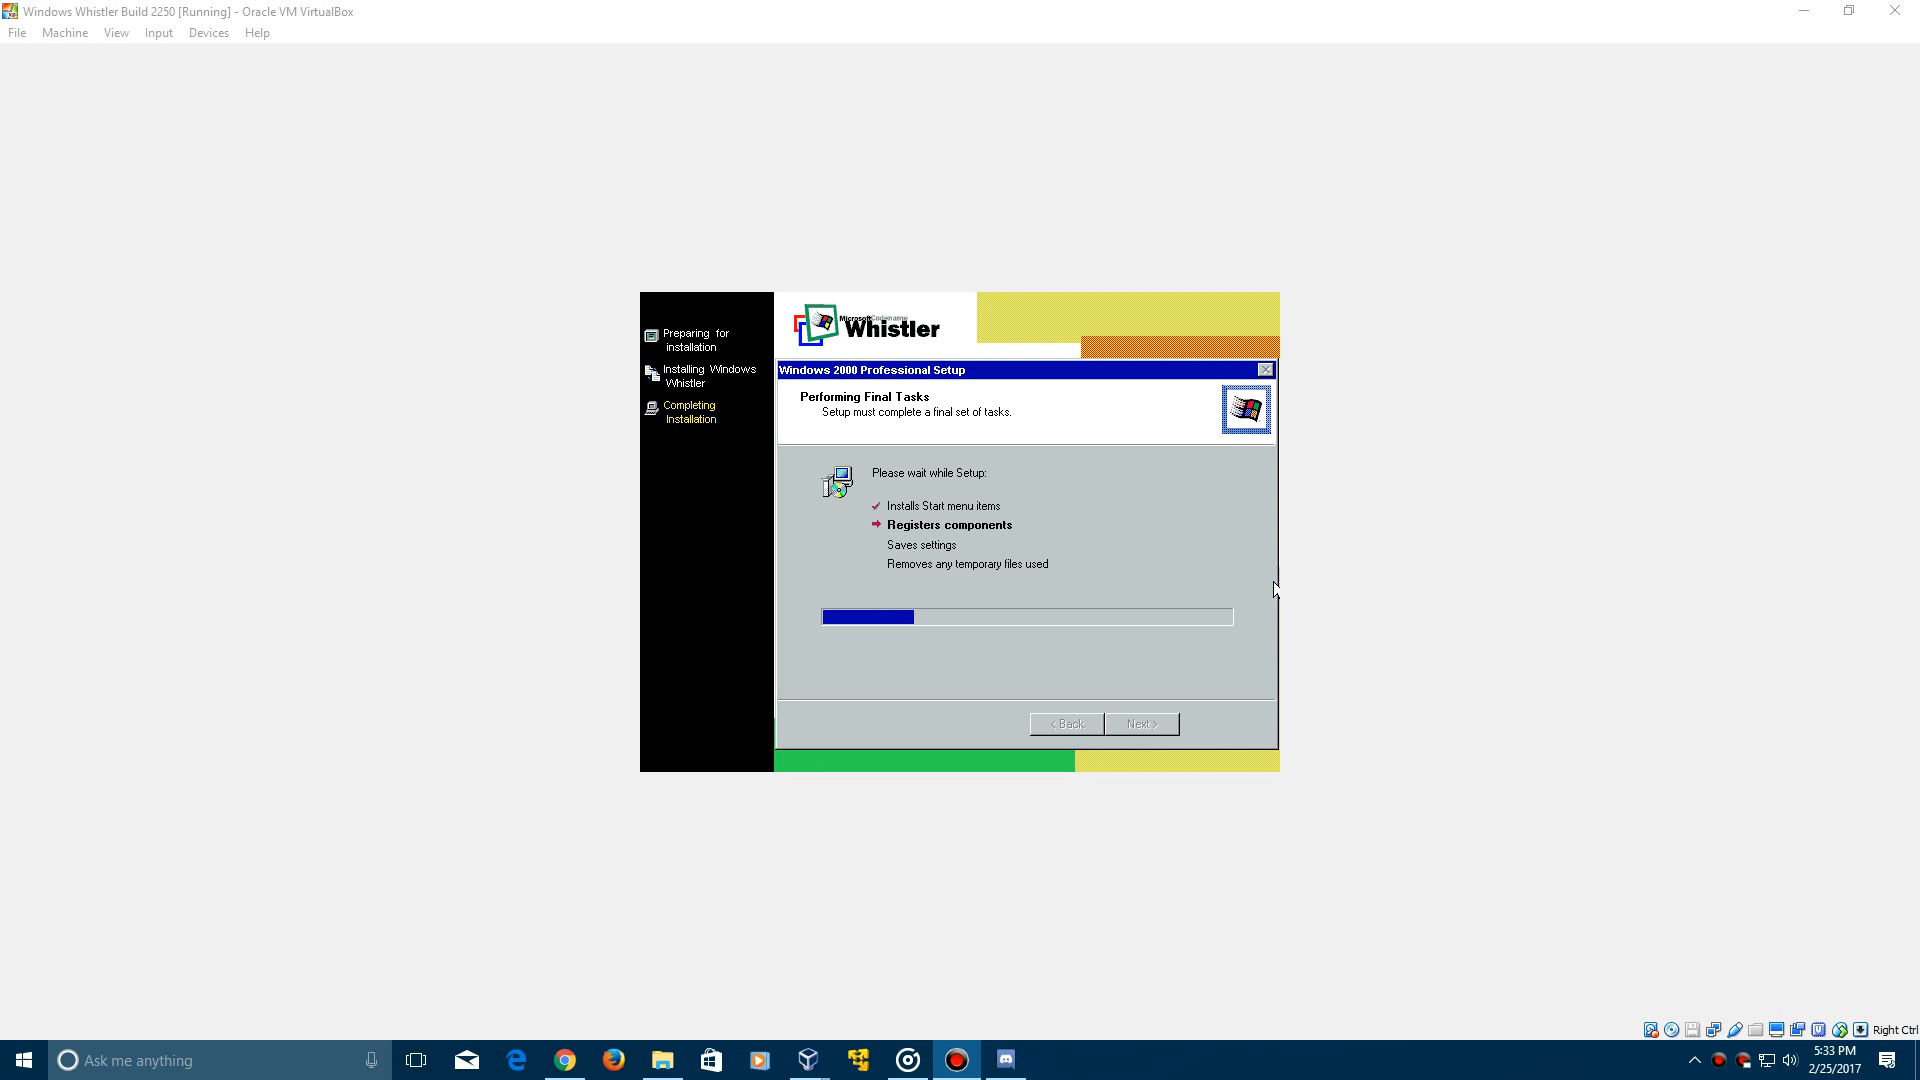 Windows Whistler Build 2250 [Running] - Oracle VM VirtualBox
File Machine View Input Devices Help
Preparing for
installation
Installing Windows
Whistler
Completing
Installation
Microsoft Codename
Whistler
Windows 2000 Professional Setup
Performing Final Tasks
Setup must complete a final set of tasks.
Please wait while Setup:
Installs Start menu items
Registers components
Saves settings
Removes any temporary files used
< Back Next >
Right Ctrl
Ask me anything
5:33 PM
2/25/2017